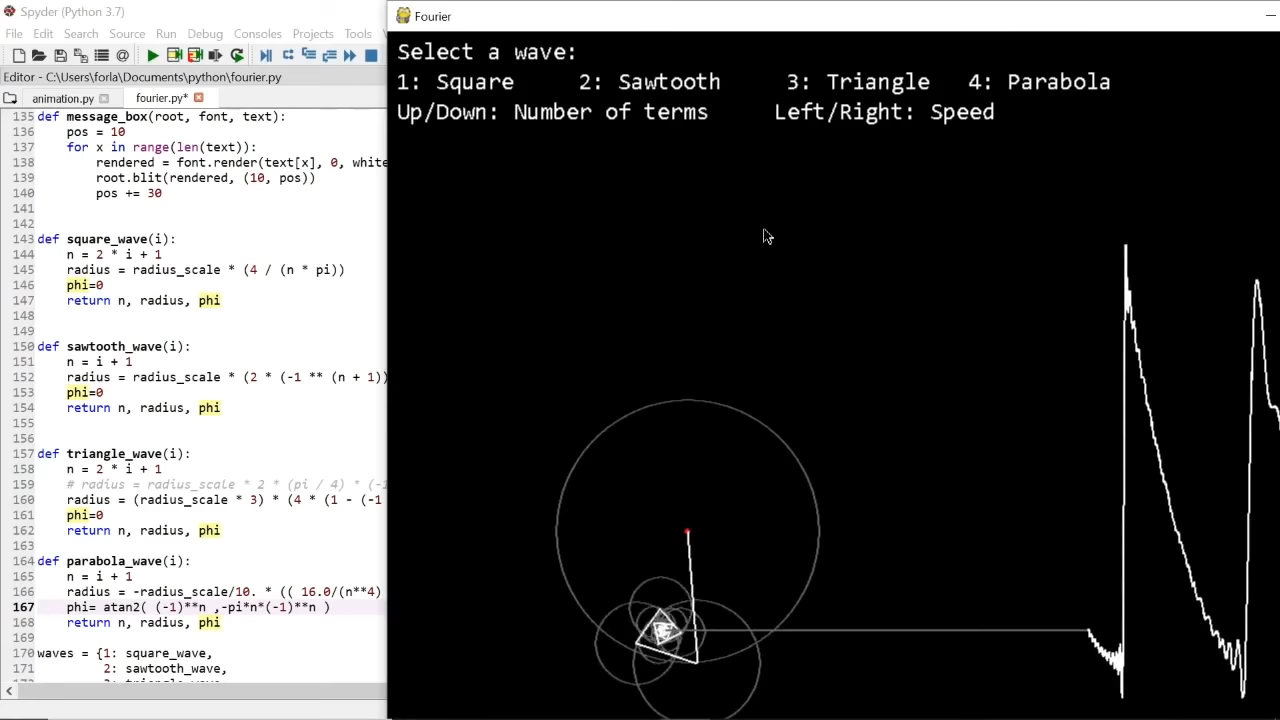 Spyder (Python 3.7)
File Edit Search Source Run Debug Consoles Projects Tools
Editor - C:\Users\forla\Documents\python\fourier.py
animation.py
fourier.py*
135 def message_box(root, font, text):
136 pos = 10
137 for x in range(len(text)):
138 rendered = font.render(text[x], 0, white
139 root.blit(rendered, (10, pos))
140 pos += 30
141
142
143 def square_wave(i):
144 n = 2 * i + 1
145 radius = radius_scale * (4 / (n * pi))
146 phi=0
147 return n, radius, phi
148
149
150 def sawtooth_wave(i):
151 n = i + 1
152 radius = radius_scale * (2 * (-1 ** (n + 1))
153 phi=0
154 return n, radius, phi
155
156
157 def triangle_wave(i):
158 n = 2 * i + 1
159 # radius = radius_scale * 2 * (pi / 4) * (-1
160 radius = (radius_scale * 3) * (4 * (1 - (-1
161 phi=0
162 return n, radius, phi
163
164 def parabola_wave(i):
165 n = i + 1
166 radius = -radius_scale/10. * (( 16.0/(n**4)
167 phi= atan2( (-1)**n ,-pi*n*(-1)**n )
168 return n, radius, phi
170 waves = {1: square_wave,
171 2: sawtooth_wave,
Fourier
Select a wave:
1: Square 2: Sawtooth 3: Triangle 4: Parabola
Up/Down: Number of terms Left/Right: Speed